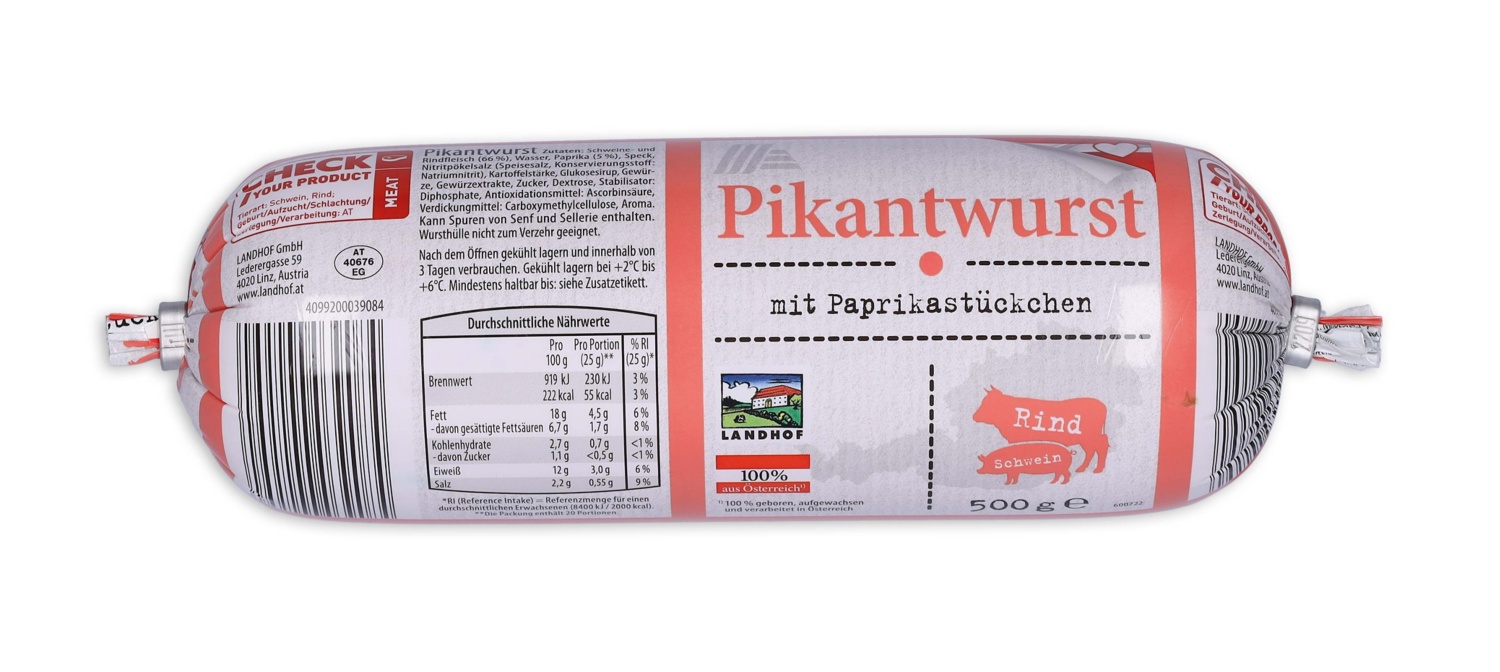 CHECK
YOUR PRODUCT
MEAT
Tierart: Schwein, Rind;
Geburt/Aufzucht/Schlachtung/
Zerlegung/Verarbeitung: AT
LANDHOF GmbH
Lederergasse 59
4020 Linz, Austria
www.landhof.at
AT
40676
EG
4099200039084
Pikantwurst Zutaten: Schweine- und
Rindfleisch (66 %), Wasser, Paprika (5 %), Speck,
Nitritpökelsalz (Speisesalz, Konservierungsstoff:
Natriumnitrit), Kartoffelstärke, Glukosesirup, Gewür-
ze, Gewürzextrakte, Zucker, Dextrose, Stabilisator:
Diphosphate, Antioxidationsmittel: Ascorbinsäure,
Verdickungsmittel: Carboxymethylcellulose, Aroma.
Kann Spuren von Senf und Sellerie enthalten.
Wursthülle nicht zum Verzehr geeignet.
Nach dem Öffnen gekühlt lagern und innerhalb von
3 Tagen verbrauchen. Gekühlt lagern bei +2°C bis
+6°C. Mindestens haltbar bis: siehe Zusatzetikett.
Durchschnittliche Nährwerte
Pro Pro Portion % RI
100 g (25 g)** (25 g)*
Brennwert 919 kJ 230 kJ 3 %
222 kcal 55 kcal 3 %
Fett 18 g 4,5 g 6 %
- davon gesättigte Fettsäuren 6,7 g 1,7 g 8 %
Kohlenhydrate 2,7 g 0,7 g <1 %
- davon Zucker 1,1 g <0,5 g <1 %
Eiweiß 12 g 3,0 g 6 %
Salz 2,2 g 0,55 g 9 %
*RI (Reference Intake) = Referenzmenge für einen
durchschnittlichen Erwachsenen (8400 kJ / 2000 kcal).
**Die Packung enthält 20 Portionen.
Pikantwurst
mit Paprikastückchen
LANDHOF
100%
aus Österreich¹⁾
¹⁾ 100 % geboren, aufgewachsen
und verarbeitet in Österreich
Rind
Schwein
500 g ℮
600722
LANDHOF GmbH
4020 Linz,
www.landhof.at